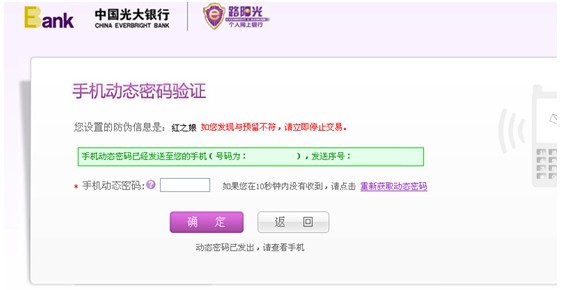 Bank 中国光大银行 CHINA EVERBRIGHT BANK 路阳光 个人网上银行
手机动态密码验证
您设置的防伪信息是：红之娘 如您发现与预留不符，请立即停止交易。
手机动态密码已经发送至您的手机（号码为：　　　　），发送序号：
* 手机动态密码: 如果您在10秒钟内没有收到，请点击 重新获取动态密码
确 定 返 回
动态密码已发出，请查看手机